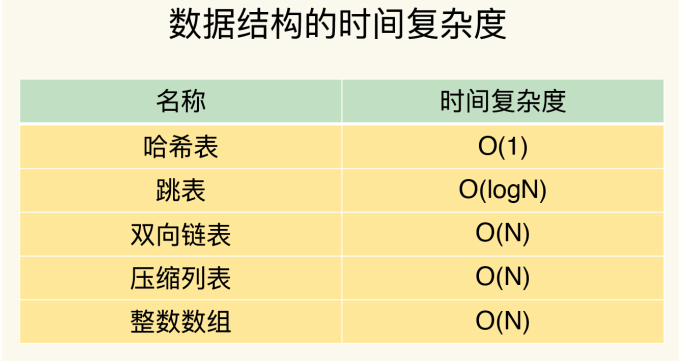 数据结构的时间复杂度
名称 时间复杂度
哈希表 O(1)
跳表 O(logN)
双向链表 O(N)
压缩列表 O(N)
整数数组 O(N)